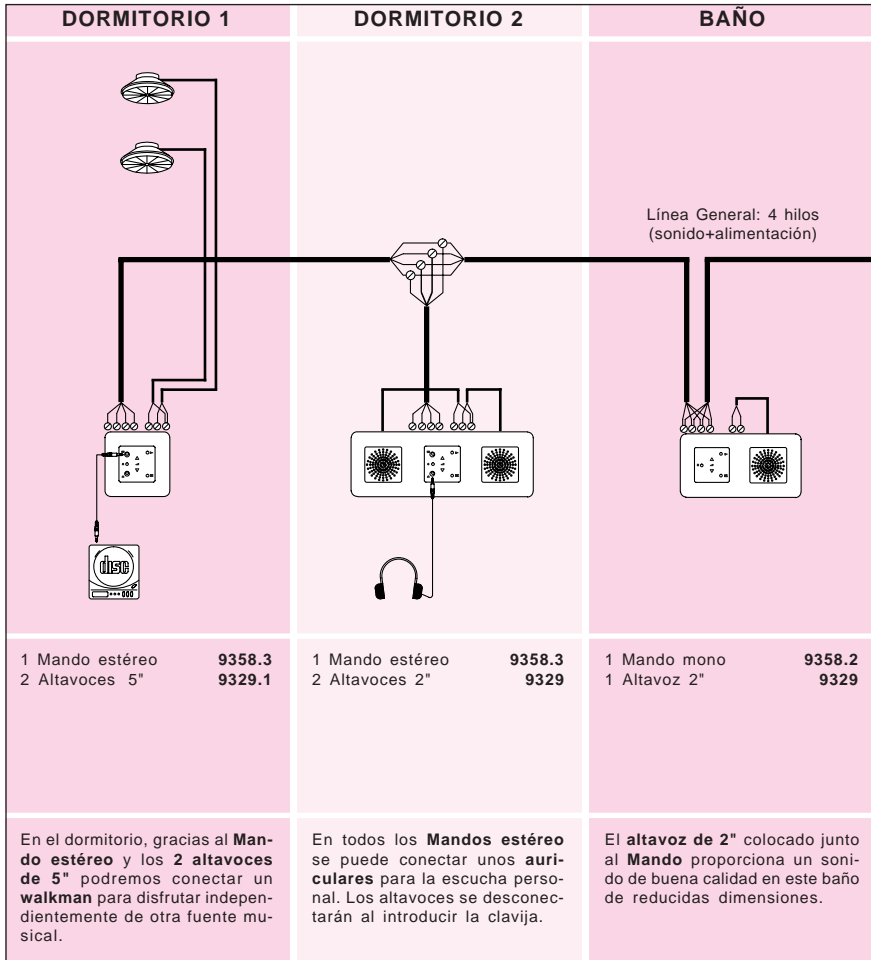 DORMITORIO 1
DORMITORIO 2
BAÑO
Línea General: 4 hilos
(sonido+alimentación)
disc
1 Mando estéreo 9358.3
2 Altavoces 5" 9329.1
1 Mando estéreo 9358.3
2 Altavoces 2" 9329
1 Mando mono 9358.2
1 Altavoz 2" 9329
En el dormitorio, gracias al Man-
do estéreo y los 2 altavoces
de 5" podremos conectar un
walkman para disfrutar indepen-
dientemente de otra fuente mu-
sical.
En todos los Mandos estéreo
se puede conectar unos auri-
culares para la escucha perso-
nal. Los altavoces se desconec-
tarán al introducir la clavija.
El altavoz de 2" colocado junto
al Mando proporciona un soni-
do de buena calidad en este baño
de reducidas dimensiones.